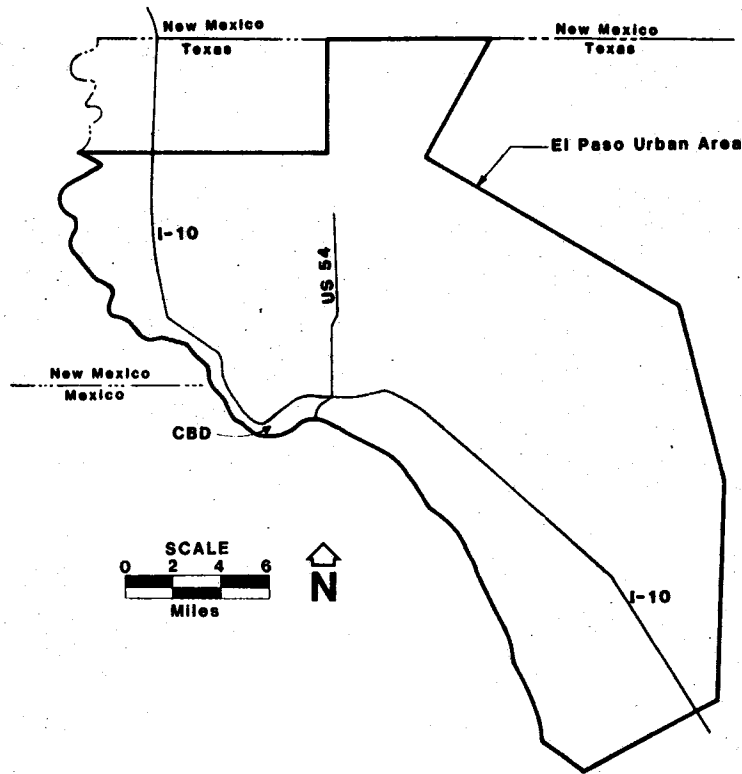 New Mexico
Texas
New Mexico
Texas
El Paso Urban Area
I-10
US 54
New Mexico
Mexico
CBD
SCALE
0 2 4 6
Miles
N
I-10